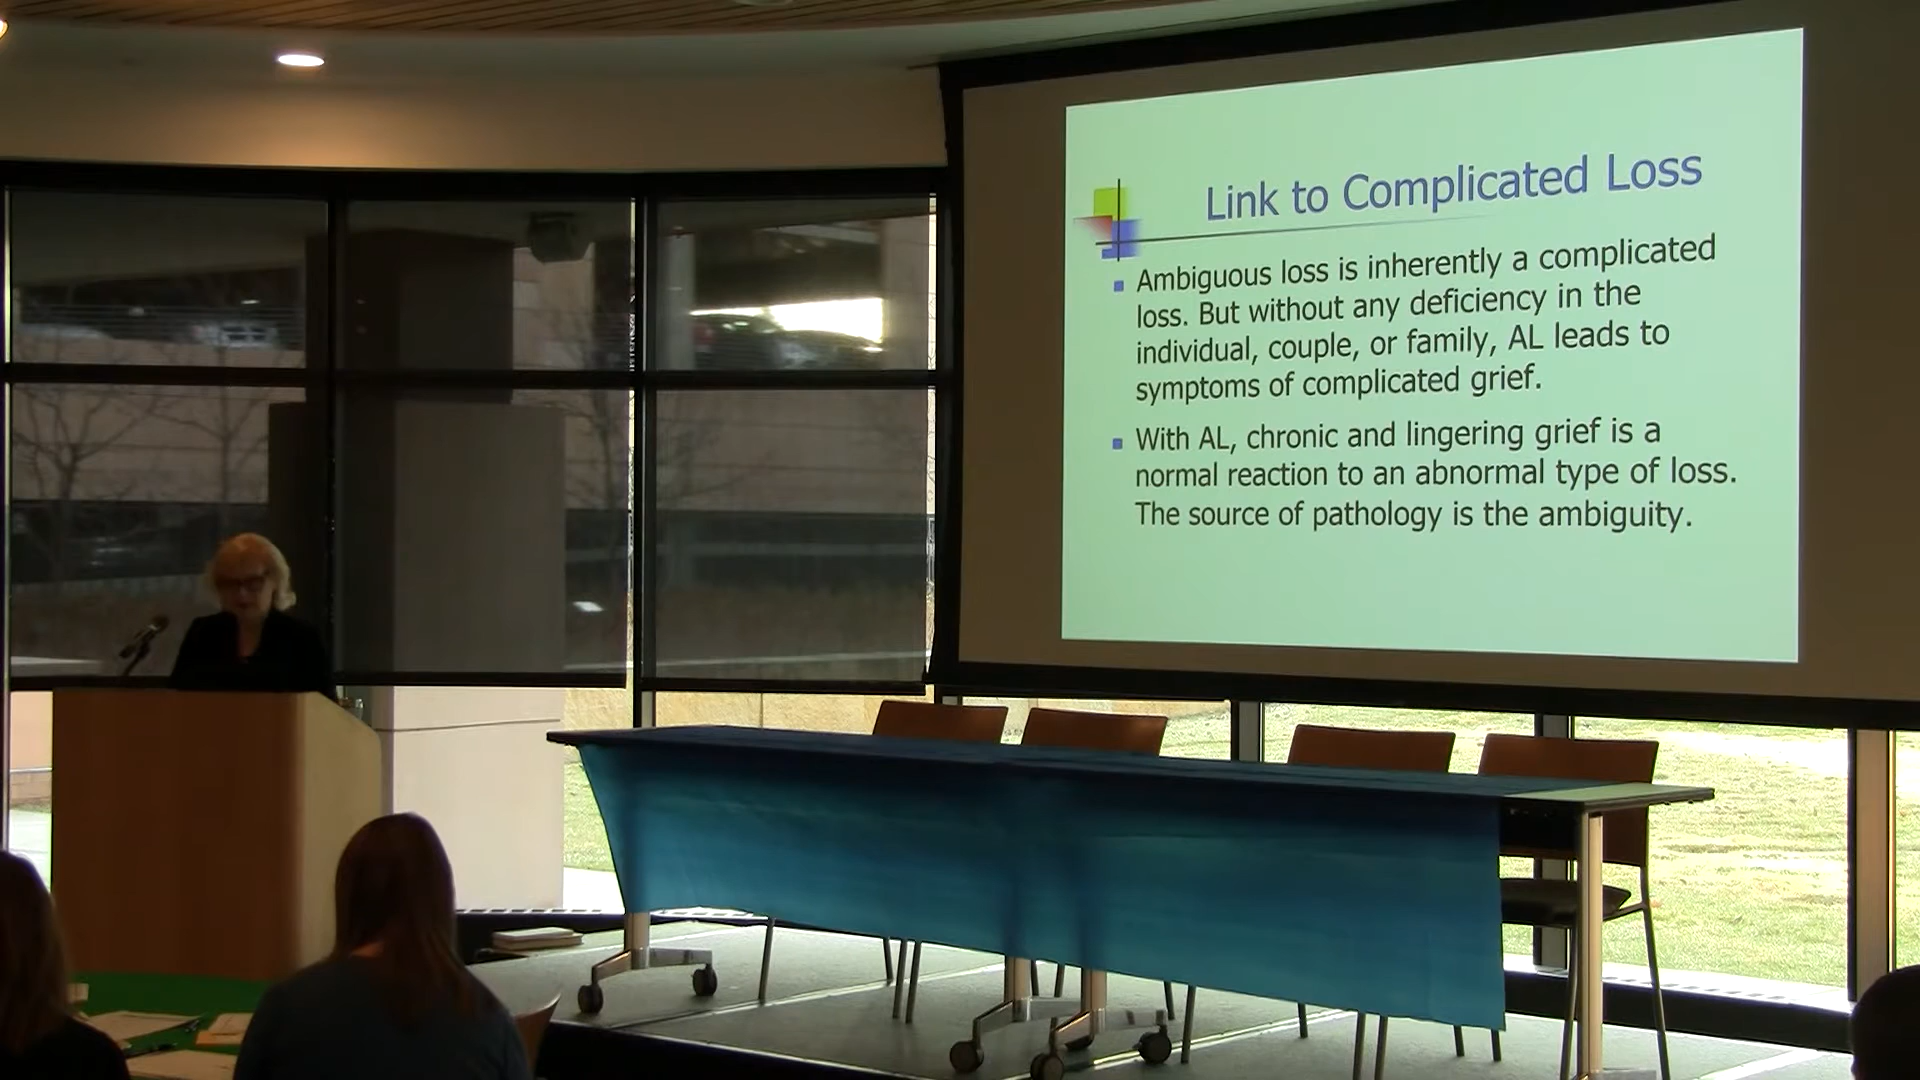 Link to Complicated Loss
Ambiguous loss is inherently a complicated
loss. But without any deficiency in the
individual, couple, or family, AL leads to
symptoms of complicated grief.
With AL, chronic and lingering grief is a
normal reaction to an abnormal type of loss.
The source of pathology is the ambiguity.